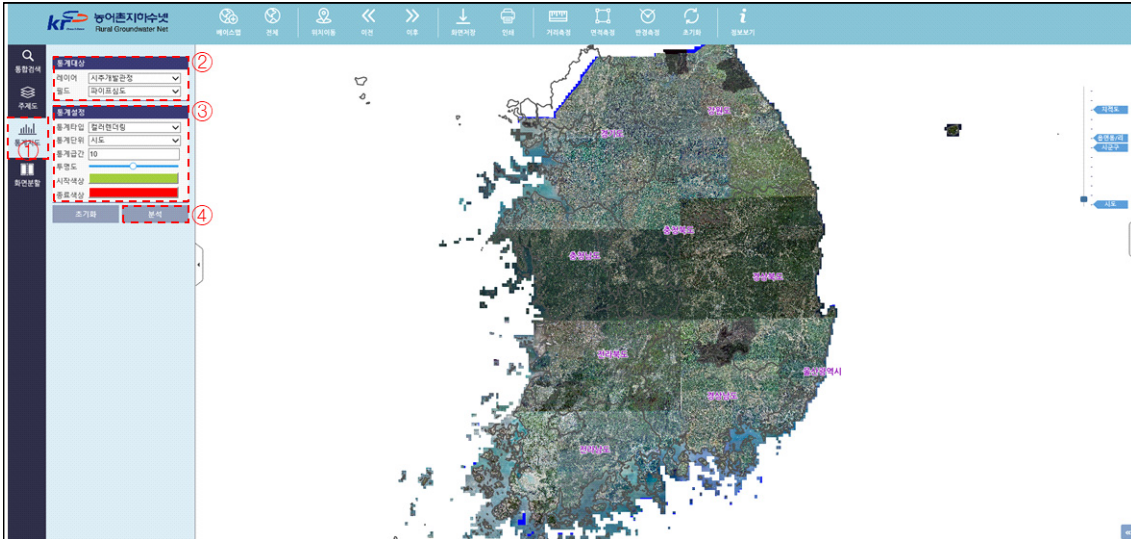 kr 농어촌지하수넷
Rural Groundwater Net
베이스맵 전체 위치이동 이전 이후 화면저장 인쇄 거리측정 면적측정 반경측정 초기화 정보보기
통합검색
주제도
통계지도
화면분할
①
②
통계대상
레이어 시추개발관정
필드 파이프심도
③
통계설정
통계타입 컬러렌더링
통계단위 시도
통계급간 10
투명도
시작색상
종료색상
초기화 분석
④
강원도
경기도
충청북도
충청남도
경상북도
전라북도
울산광역시
경상남도
전라남도
지적도
읍면동/리
시군구
시도